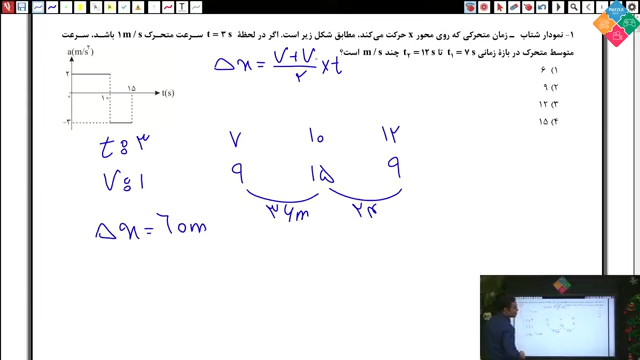 ۱- نمودار شتاب – زمان متحرکی که روی محور x حرکت می‌کند، مطابق شکل زیر است. اگر در لحظهٔ t = ۳ s سرعت متحرک ۱ m/s باشد، سرعت
متوسط متحرک در بازهٔ زمانی t₁ = ۷ s تا t₂ = ۱۲ s چند m/s است؟
۱) ۶
۲) ۹
۳) ۱۲
۴) ۱۵
a(m/s²)
۲
۰
۱۰
۱۵
t(s)
-۳
Δx = V+V/۲ × t
t: ۳
V: ۱
۷ ۱۰ ۱۲
۹ ۱۵ ۹
۳۶m
Δx = ۶۰m